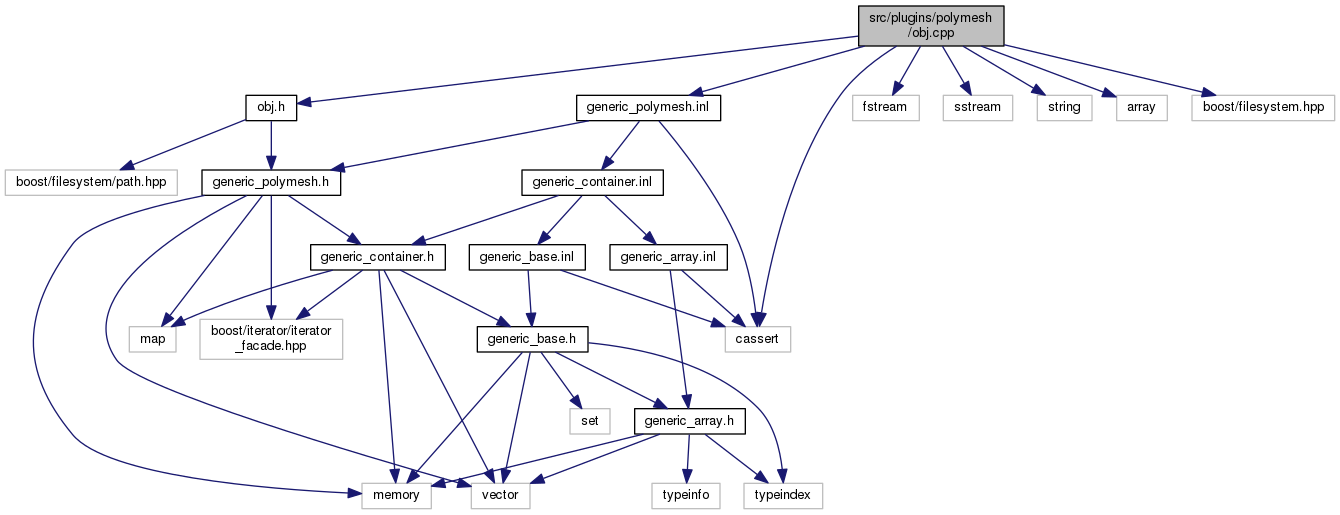 src/plugins/polymesh
/obj.cpp
obj.h
generic_polymesh.inl
fstream
sstream
string
array
boost/filesystem.hpp
boost/filesystem/path.hpp
generic_polymesh.h
generic_container.inl
generic_container.h
generic_base.inl
generic_array.inl
map
boost/iterator/iterator
_facade.hpp
generic_base.h
cassert
set
generic_array.h
memory
vector
typeinfo
typeindex